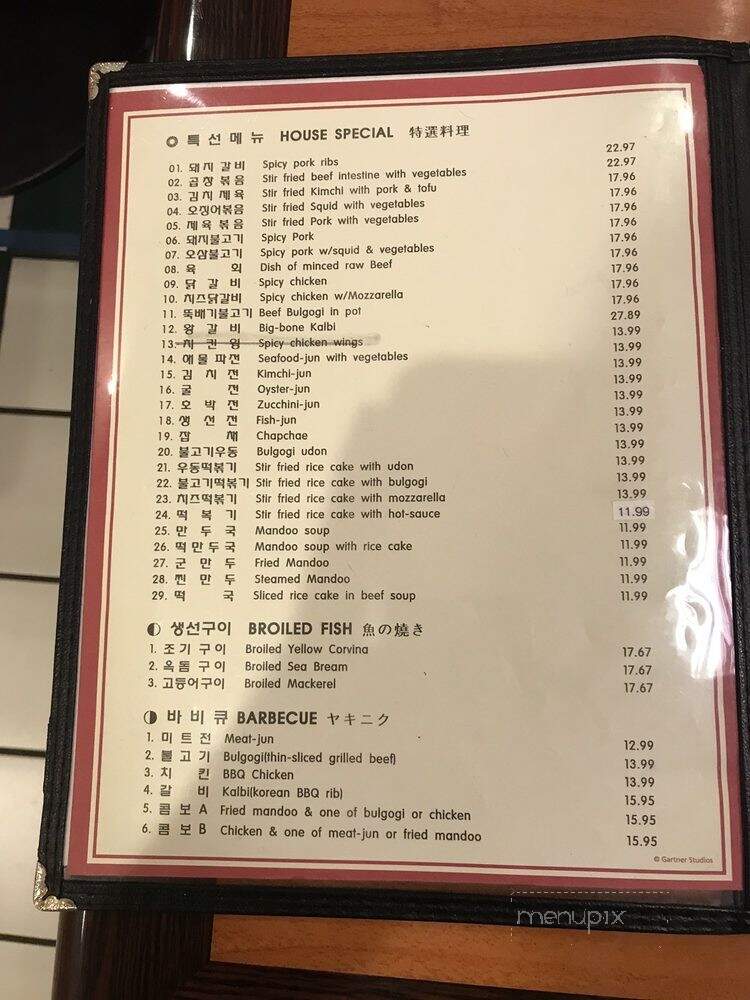 ◎ 특선메뉴 HOUSE SPECIAL 特選料理
01. 돼지갈비 Spicy pork ribs 22.97
02. 곱창볶음 Stir fried beef intestine with vegetables 22.97
03. 김치제육 Stir fried Kimchi with pork & tofu 17.96
04. 오징어볶음 Stir fried Squid with vegetables 17.96
05. 제육볶음 Stir fried Pork with vegetables 17.96
06. 돼지불고기 Spicy Pork 17.96
07. 오삼불고기 Spicy pork w/squid & vegetables 17.96
08. 육회 Dish of minced raw Beef 17.96
09. 닭갈비 Spicy chicken 17.96
10. 치즈닭갈비 Spicy chicken w/Mozzarella 17.96
11. 뚝배기불고기 Beef Bulgogi in pot 17.96
12. 왕갈비 Big-bone Kalbi 27.89
13. 치킨윙 Spicy chicken wings 13.99
14. 해물파전 Seafood-jun with vegetables 13.99
15. 김치전 Kimchi-jun 13.99
16. 굴전 Oyster-jun 13.99
17. 호박전 Zucchini-jun 13.99
18. 생선전 Fish-jun 13.99
19. 잡채 Chapchae 13.99
20. 불고기우동 Bulgogi udon 13.99
21. 우동떡볶기 Stir fried rice cake with udon 13.99
22. 불고기떡볶기 Stir fried rice cake with bulgogi 13.99
23. 치즈떡볶기 Stir fried rice cake with mozzarella 13.99
24. 떡볶기 Stir fried rice cake with hot-sauce 11.99
25. 만두국 Mandoo soup 11.99
26. 떡만두국 Mandoo soup with rice cake 11.99
27. 군만두 Fried Mandoo 11.99
28. 찐만두 Steamed Mandoo 11.99
29. 떡국 Sliced rice cake in beef soup 11.99
◐ 생선구이 BROILED FISH 魚の焼き
1. 조기구이 Broiled Yellow Corvina 17.67
2. 옥돔구이 Broiled Sea Bream 17.67
3. 고등어구이 Broiled Mackerel 17.67
◑ 바비큐 BARBECUE ヤキニク
1. 미트전 Meat-jun 12.99
2. 불고기 Bulgogi(thin-sliced grilled beef) 13.99
3. 치킨 BBQ Chicken 13.99
4. 갈비 Kalbi(korean BBQ rib) 15.95
5. 콤보A Fried mandoo & one of bulgogi or chicken 15.95
6. 콤보B Chicken & one of meat-jun or fried mandoo 15.95
© Gartner Studios
menupix